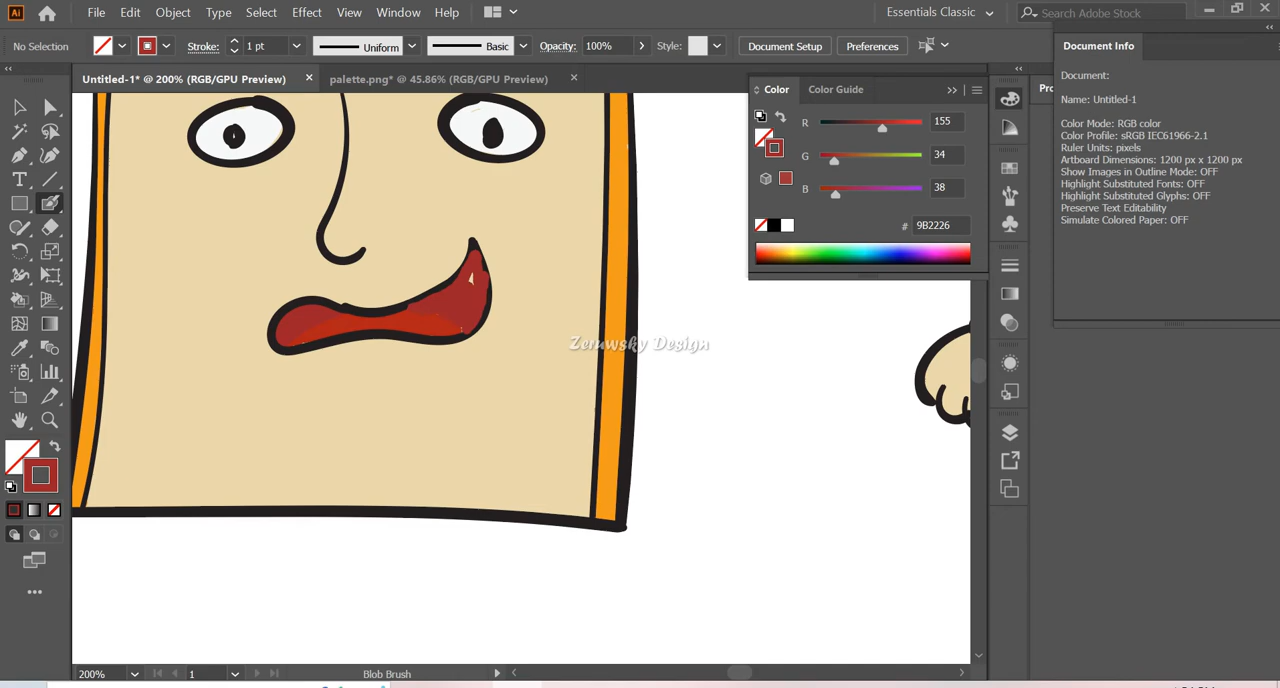 Ai File Edit Object Type Select Effect View Window Help Essentials Classic Search Adobe Stock
No Selection Stroke: 1 pt Uniform Basic Opacity: 100% Style: Document Setup Preferences
Untitled-1* @ 200% (RGB/GPU Preview) × palette.png* @ 45.86% (RGB/GPU Preview) ×
Color Color Guide
R 155
G 34
B 38
# 9B2226
Pro
Document Info
Document:
Name: Untitled-1
Color Mode: RGB color
Color Profile: sRGB IEC61966-2.1
Ruler Units: pixels
Artboard Dimensions: 1200 px x 1200 px
Show Images in Outline Mode: OFF
Highlight Substituted Fonts: OFF
Highlight Substituted Glyphs: OFF
Preserve Text Editability
Simulate Colored Paper: OFF
Zeruwsky Design
200% 1 Blob Brush